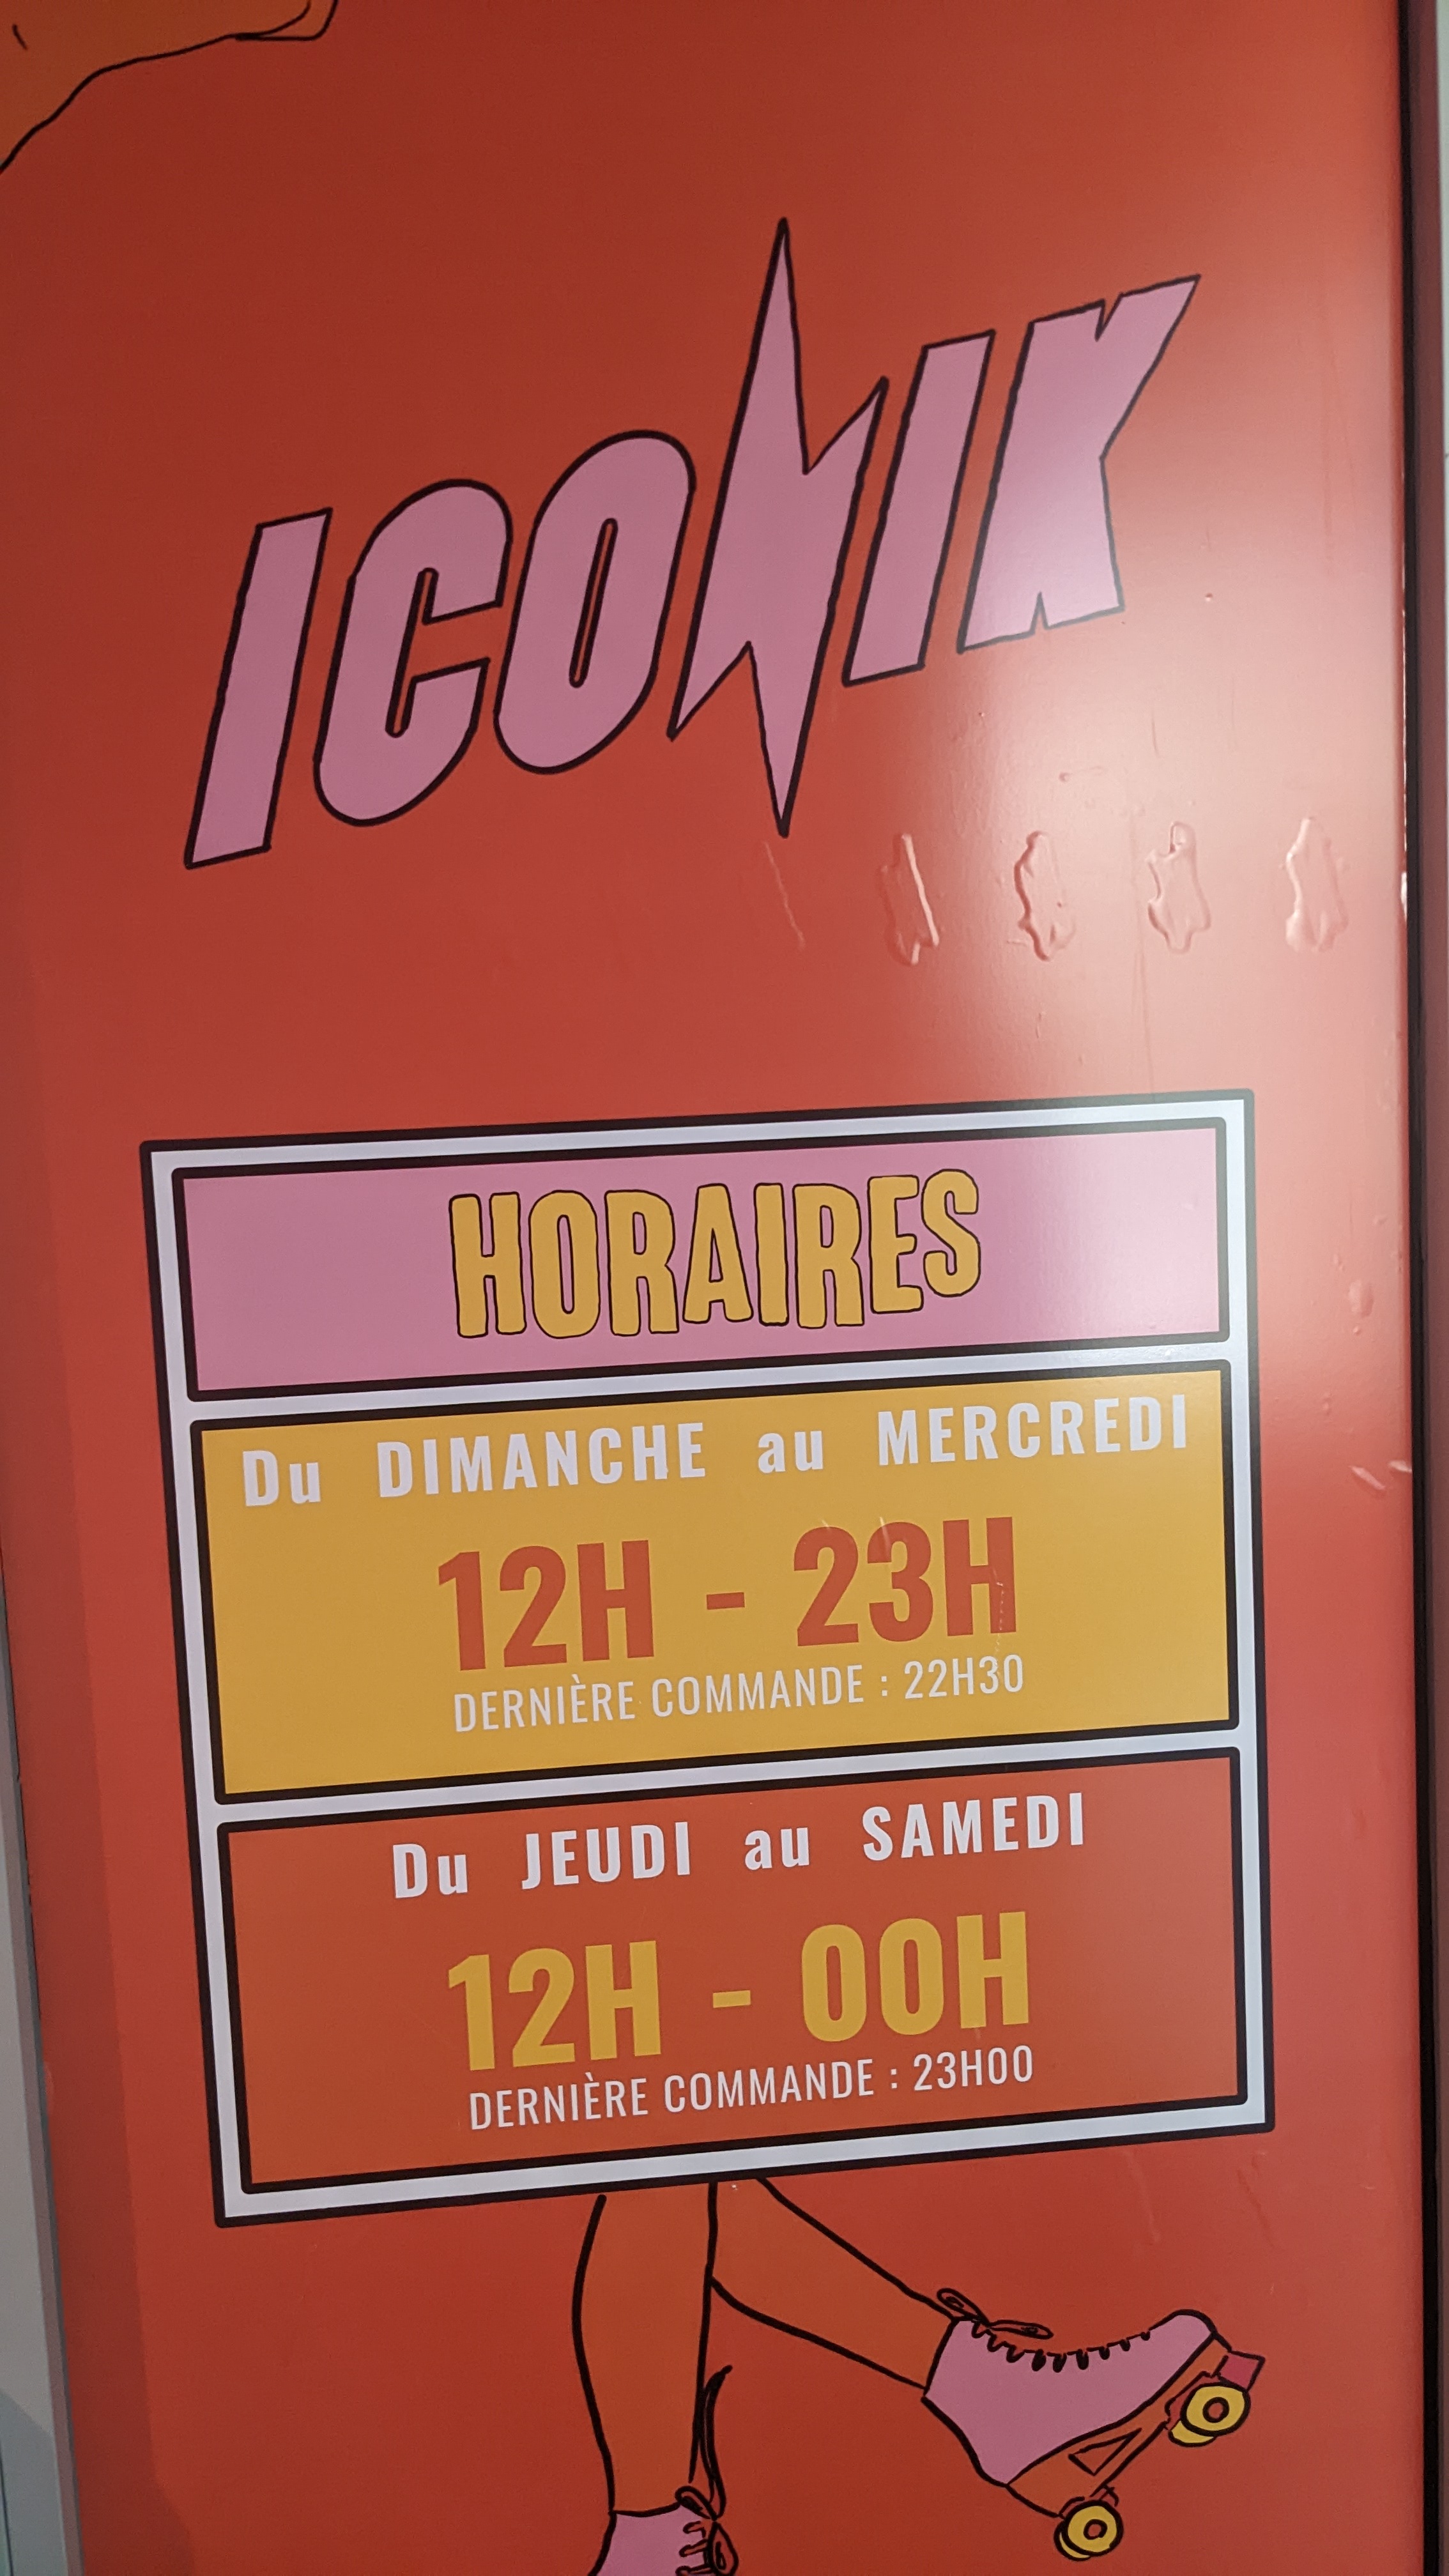 ICONIK
HORAIRES
Du DIMANCHE au MERCREDI
12H - 23H
DERNIÈRE COMMANDE : 22H30
Du JEUDI au SAMEDI
12H - 00H
DERNIÈRE COMMANDE : 23H00